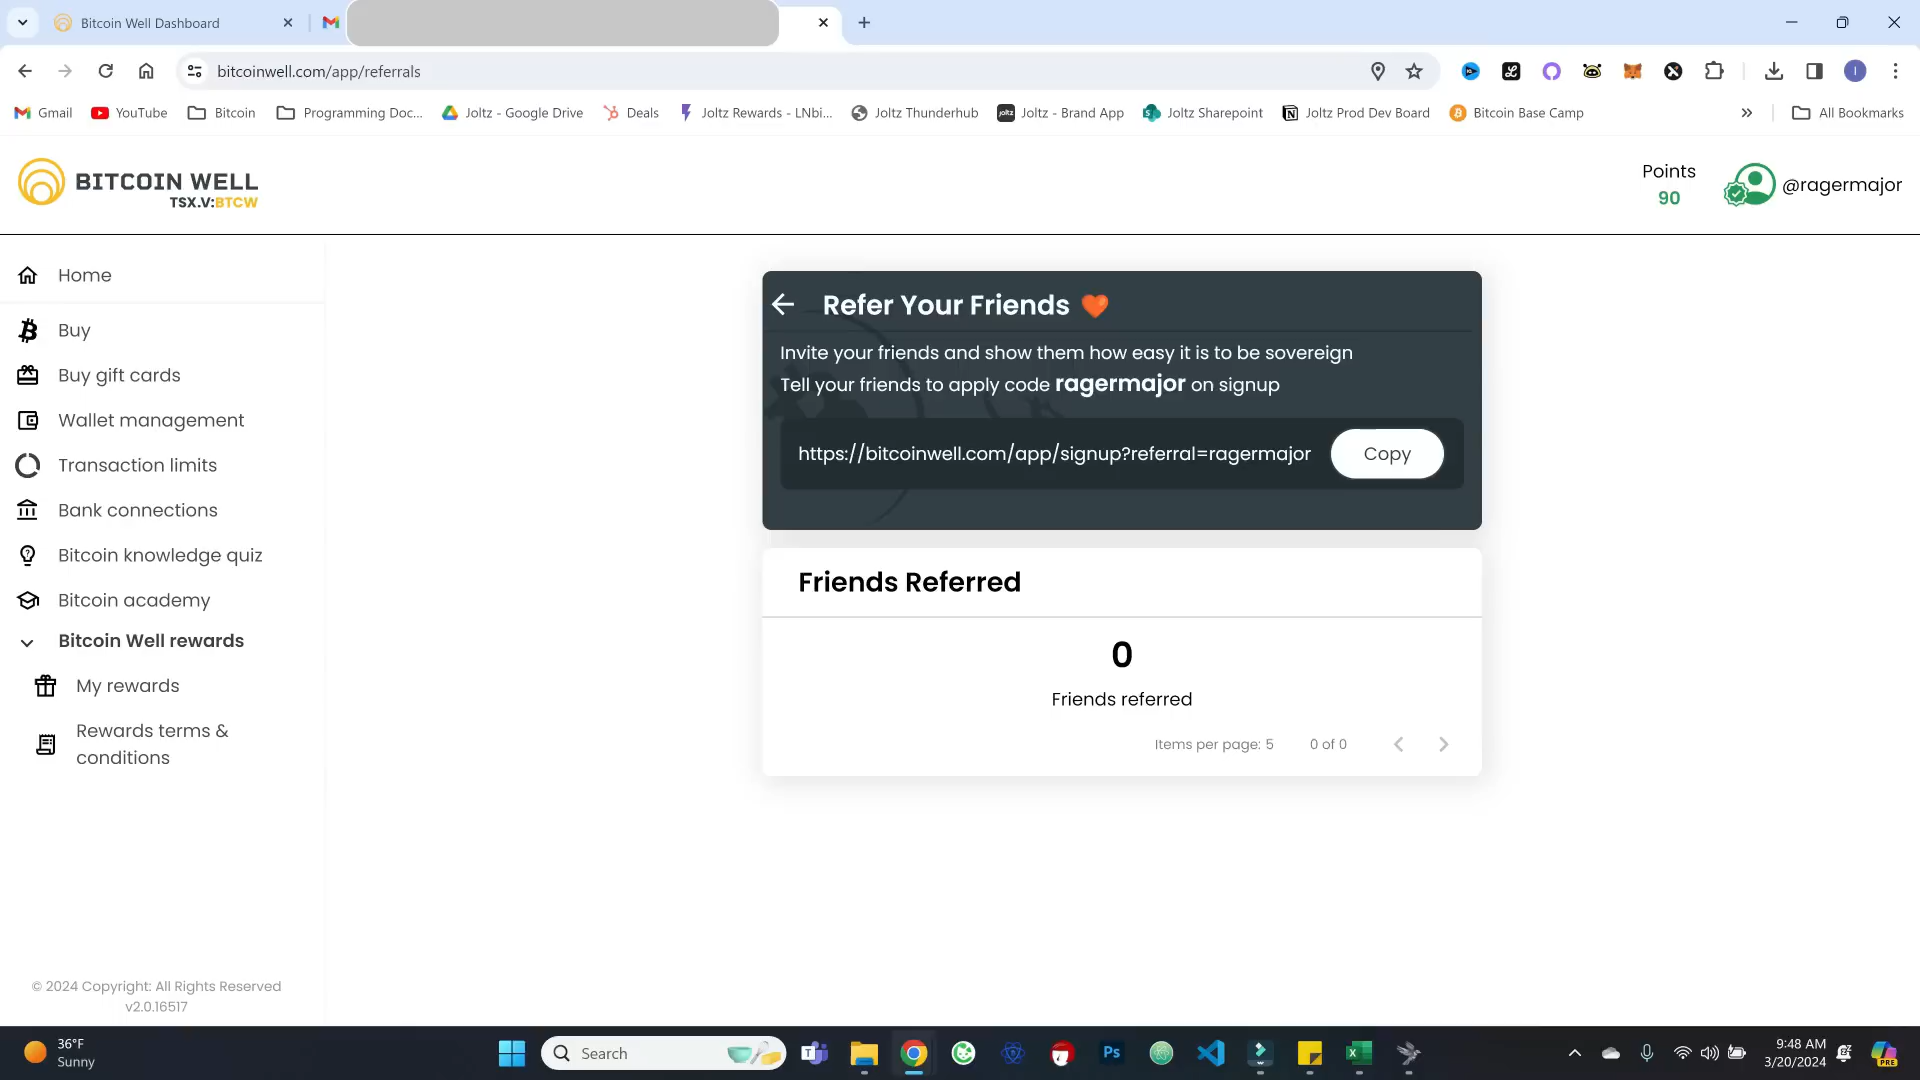 Bitcoin Well Dashboard
bitcoinwell.com/app/referrals
Gmail
YouTube
Bitcoin
Programming Doc...
Joltz - Google Drive
Deals
Joltz Rewards - LNbi...
Joltz Thunderhub
joltz
Joltz - Brand App
Joltz Sharepoint
Joltz Prod Dev Board
Bitcoin Base Camp
All Bookmarks
BITCOIN WELL
TSX.V:BTCW
Points
90
@ragermajor
Home
Buy
Buy gift cards
Wallet management
Transaction limits
Bank connections
Bitcoin knowledge quiz
Bitcoin academy
Bitcoin Well rewards
My rewards
Rewards terms &
conditions
© 2024 Copyright: All Rights Reserved
v2.0.16517
Refer Your Friends
Invite your friends and show them how easy it is to be sovereign
Tell your friends to apply code ragermajor on signup
https://bitcoinwell.com/app/signup?referral=ragermajor
Copy
Friends Referred
0
Friends referred
Items per page: 5
0 of 0
36°F
Sunny
Search
Ps
9:48 AM
3/20/2024
PRE